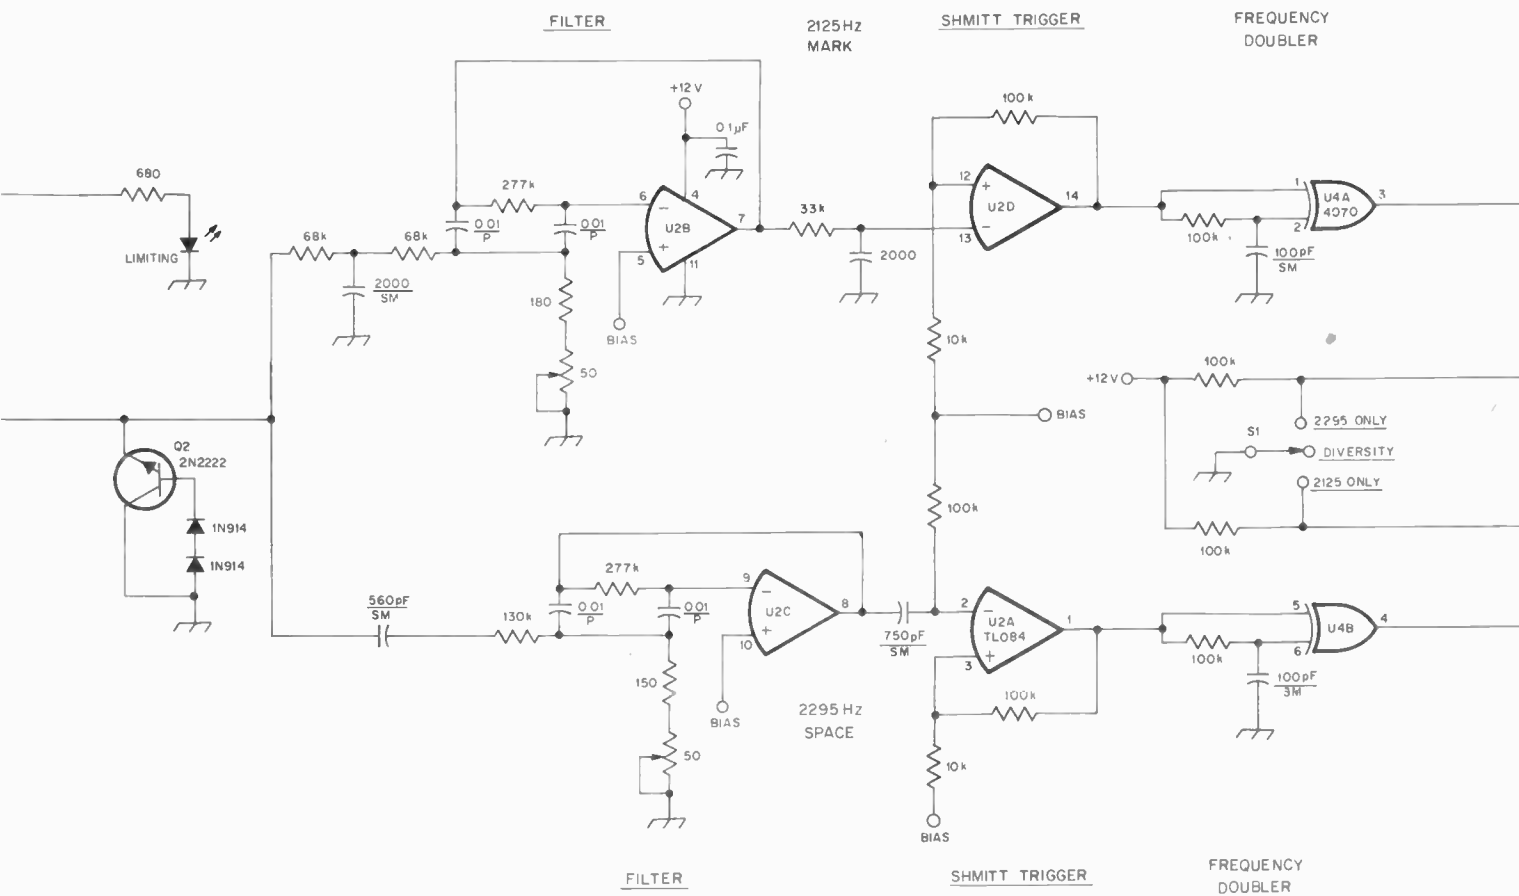 FILTER
2125Hz
MARK
SHMITT TRIGGER
FREQUENCY
DOUBLER
+12V
0.1µF
100k
680
277k
6
4
7
33k
12
14
1
3
U2B
U2D
U4A
4070
0.01
P
0.01
P
68k
68k
5
11
13
2
100k
LIMITING
2000
SM
2000
100pF
SM
180
BIAS
10k
50
100k
+12V
BIAS
2295 ONLY
S1
DIVERSITY
2125 ONLY
Q2
2N2222
1N914
1N914
100k
100k
277k
9
8
2
1
5
4
U2C
U2A
TL084
U4B
560pF
SM
130k
0.01
P
0.01
P
10
750pF
SM
3
6
100k
100pF
SM
150
BIAS
2295Hz
SPACE
100k
50
10k
BIAS
FILTER
SHMITT TRIGGER
FREQUENCY
DOUBLER